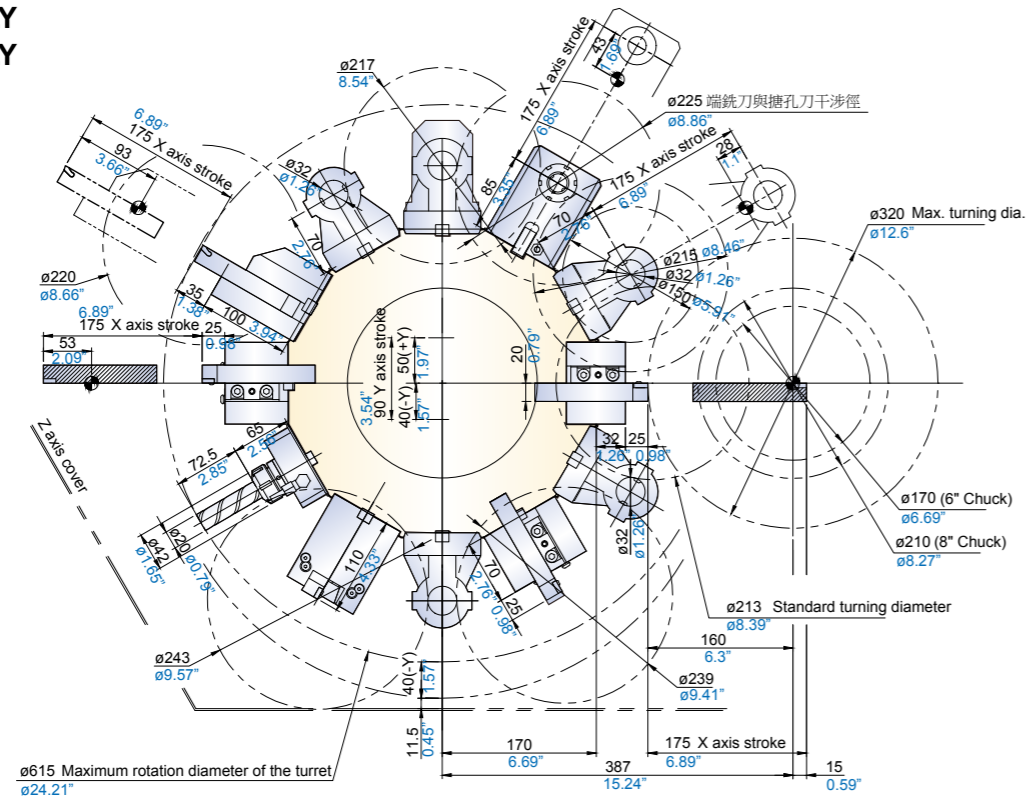 Y
Y
ø217
8.54"
43
1.69"
175 X axis stroke
6.89"
ø225 端銑刀與搪孔刀干涉徑
ø8.86"
6.89"
175 X axis stroke
93
3.66"
ø32
ø1.26"
85
3.35"
175 X axis stroke
6.89"
28
1.1"
70
2.76"
70
2.76"
ø320 Max. turning dia.
ø12.6"
ø215 ø8.46"
ø32 ø1.26"
ø150 ø5.91"
ø220
ø8.66"
6.89"
175 X axis stroke
35
1.38"
100 3.94"
25
0.98"
53
2.09"
90 Y axis stroke
3.54"
50(+Y)
1.97"
40(-Y)
1.57"
20
0.79"
Z axis cover
65
2.56"
72.5
2.85"
32
1.26"
25
0.98"
ø32
ø1.26"
ø170 (6" Chuck)
ø6.69"
ø210 (8" Chuck)
ø8.27"
ø20
ø0.79"
ø42
ø1.65"
110
4.33"
70
2.76"
25
0.98"
ø213 Standard turning diameter
ø8.39"
160
6.3"
ø243
ø9.57"
40(-Y)
1.57"
ø239
ø9.41"
11.5
0.45"
170
6.69"
175 X axis stroke
6.89"
387
15.24"
15
0.59"
ø615 Maximum rotation diameter of the turret
ø24.21"